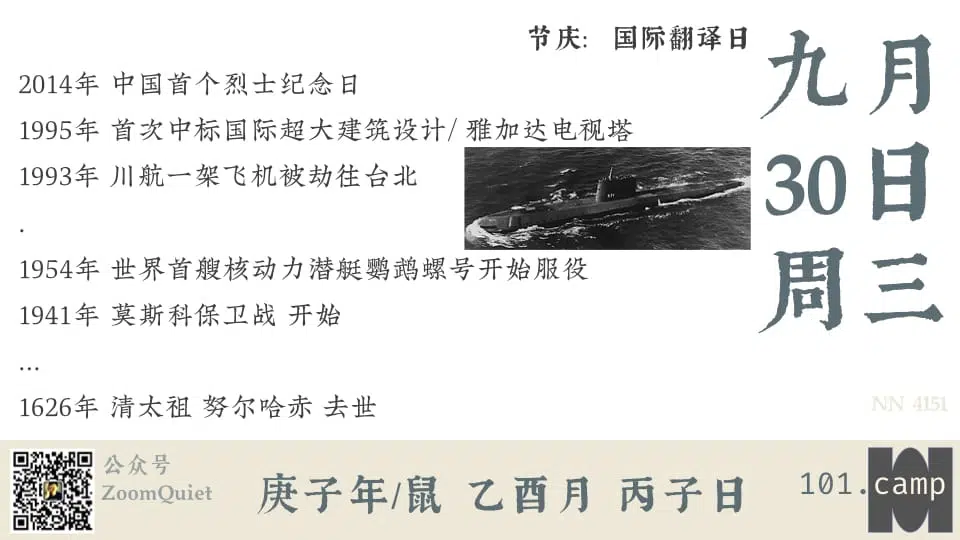 节庆: 国际翻译日
九月
30日
周三
2014年 中国首个烈士纪念日
1995年 首次中标国际超大建筑设计/ 雅加达电视塔
1993年 川航一架飞机被劫往台北
.
1954年 世界首艘核动力潜艇鹦鹉螺号开始服役
1941年 莫斯科保卫战 开始
...
1626年 清太祖 努尔哈赤 去世
NN 4151
公众号
ZoomQuiet
庚子年/鼠 乙酉月 丙子日
101.camp